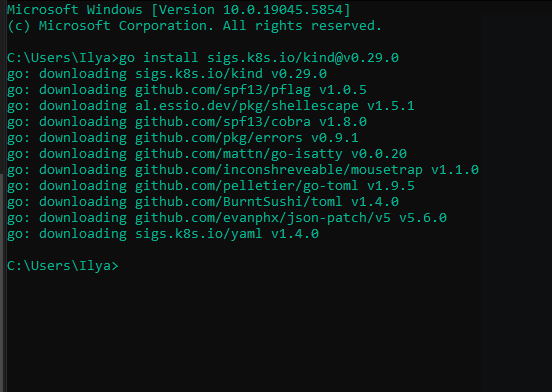 Microsoft Windows [Version 10.0.19045.5854]
(c) Microsoft Corporation. All rights reserved.
C:\Users\Ilya>go install sigs.k8s.io/kind@v0.29.0
go: downloading sigs.k8s.io/kind v0.29.0
go: downloading github.com/spf13/pflag v1.0.5
go: downloading al.essio.dev/pkg/shellescape v1.5.1
go: downloading github.com/spf13/cobra v1.8.0
go: downloading github.com/pkg/errors v0.9.1
go: downloading github.com/mattn/go-isatty v0.0.20
go: downloading github.com/inconshreveable/mousetrap v1.1.0
go: downloading github.com/pelletier/go-toml v1.9.5
go: downloading github.com/BurntSushi/toml v1.4.0
go: downloading github.com/evanphx/json-patch/v5 v5.6.0
go: downloading sigs.k8s.io/yaml v1.4.0
C:\Users\Ilya>